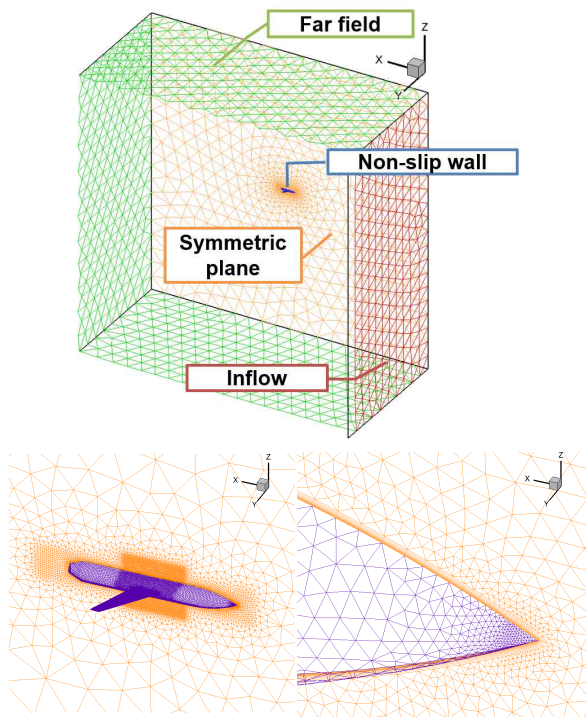 Far field
Z
X
Y
Non-slip wall
Symmetric
plane
Inflow
Z
X
Y
Z
X
Y